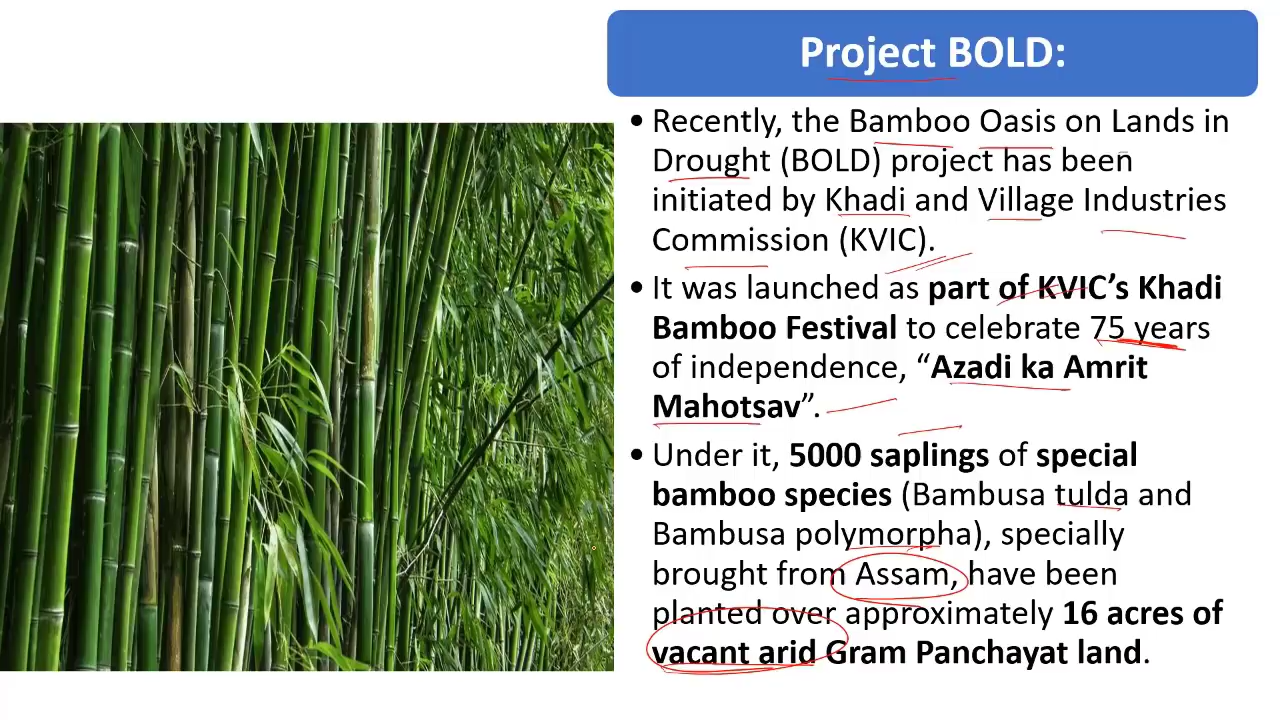 Project BOLD:
• Recently, the Bamboo Oasis on Lands in
Drought (BOLD) project has been
initiated by Khadi and Village Industries
Commission (KVIC).
• It was launched as part of KVIC’s Khadi
Bamboo Festival to celebrate 75 years
of independence, “Azadi ka Amrit
Mahotsav”.
• Under it, 5000 saplings of special
bamboo species (Bambusa tulda and
Bambusa polymorpha), specially
brought from Assam, have been
planted over approximately 16 acres of
vacant arid Gram Panchayat land.